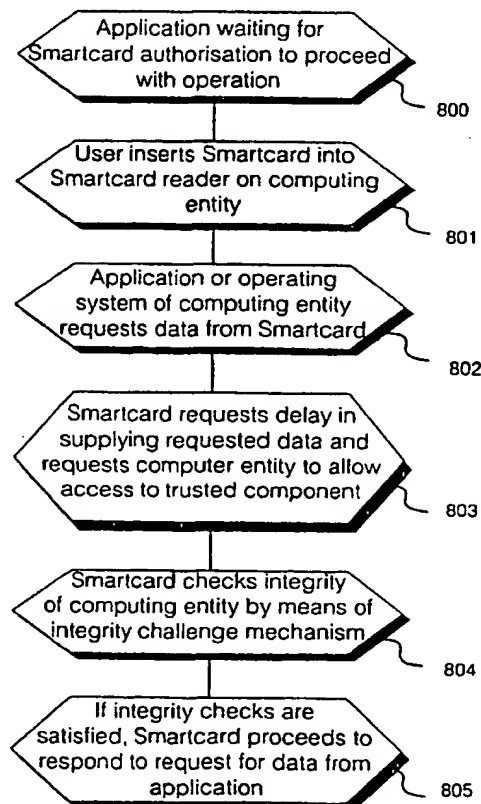 Application waiting for
Smartcard authorisation to proceed
with operation
800
User inserts Smartcard into
Smartcard reader on computing
entity
801
Application or operating
system of computing entity
requests data from Smartcard
802
Smartcard requests delay in
supplying requested data and
requests computer entity to allow
access to trusted component
803
Smartcard checks integrity
of computing entity by means of
integrity challenge mechanism
804
If integrity checks are
satisfied, Smartcard proceeds to
respond to request for data from
application
805